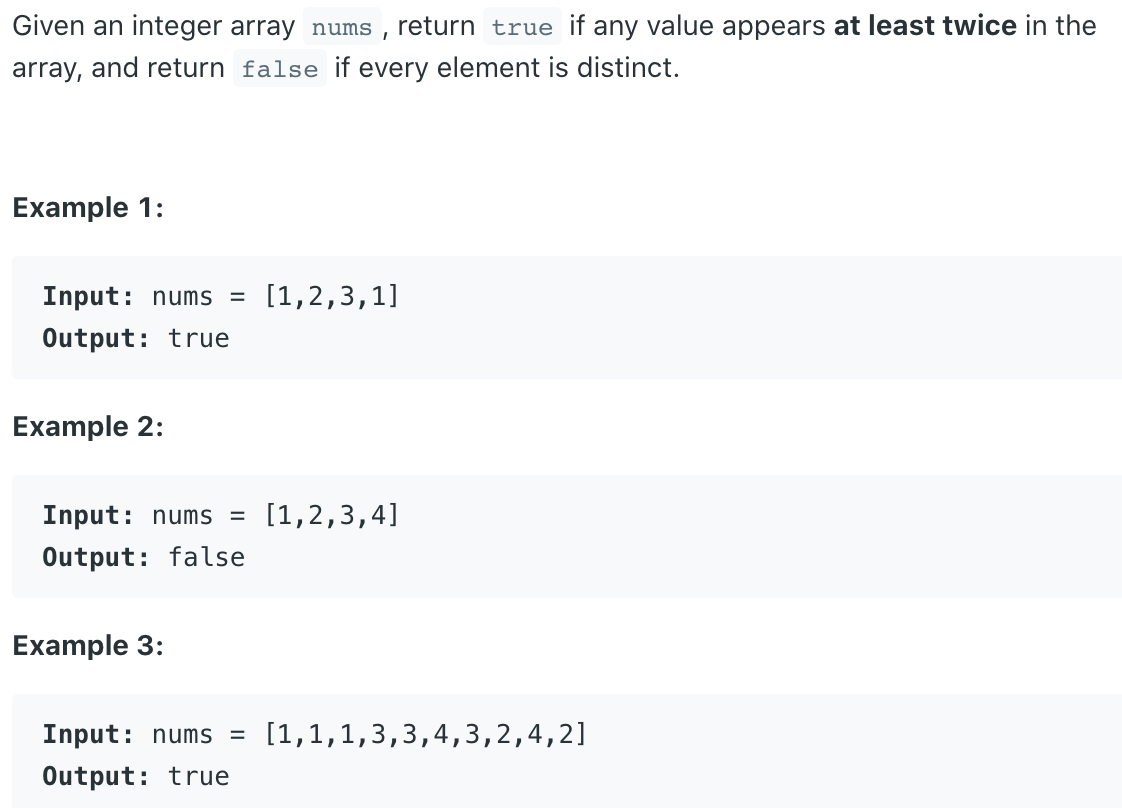 Given an integer array nums, return true if any value appears at least twice in the
array, and return false if every element is distinct.
Example 1:
Input: nums = [1,2,3,1]
Output: true
Example 2:
Input: nums = [1,2,3,4]
Output: false
Example 3:
Input: nums = [1,1,1,3,3,4,3,2,4,2]
Output: true